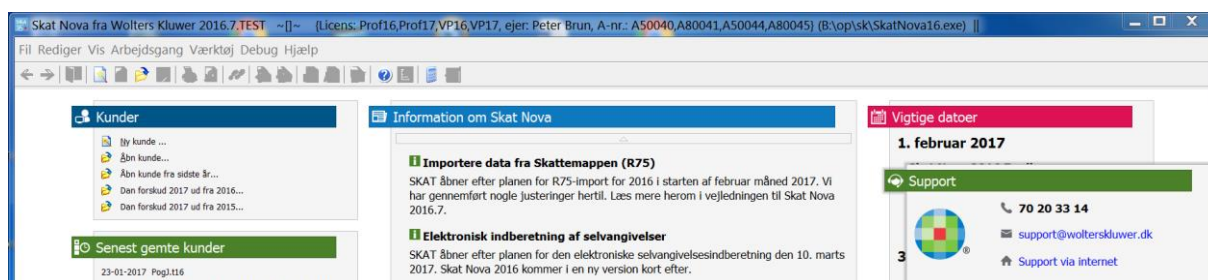 Skat Nova fra Wolters Kluwer 2016.7.TEST ~[]~ (Licens: Prof16,Prof17,VP16,VP17, ejer: Peter Brun, A-nr.: A50040,A80041,A50044,A80045} (B:\op\sk\SkatNova16.exe) ||
Fil Rediger Vis Arbejdsgang Værktøj Debug Hjælp
Kunder
Ny kunde ...
Åbn kunde...
Åbn kunde fra sidste år...
Dan forskud 2017 ud fra 2016...
Dan forskud 2017 ud fra 2015...
Senest gemte kunder
23-01-2017 PogJ.t16
Information om Skat Nova
Importere data fra Skattemappen (R75)
SKAT åbner efter planen for R75-import for 2016 i starten af februar måned 2017. Vi
har gennemført nogle justeringer hertil. Læs mere herom i vejledningen til Skat Nova
2016.7.
Elektronisk indberetning af selvangivelser
SKAT åbner efter planen for den elektroniske selvangivelsesindberetning den 10. marts
2017. Skat Nova 2016 kommer i en ny version kort efter.
Vigtige datoer
1. februar 2017
3
Support
70 20 33 14
support@wolterskluwer.dk
Support via internet